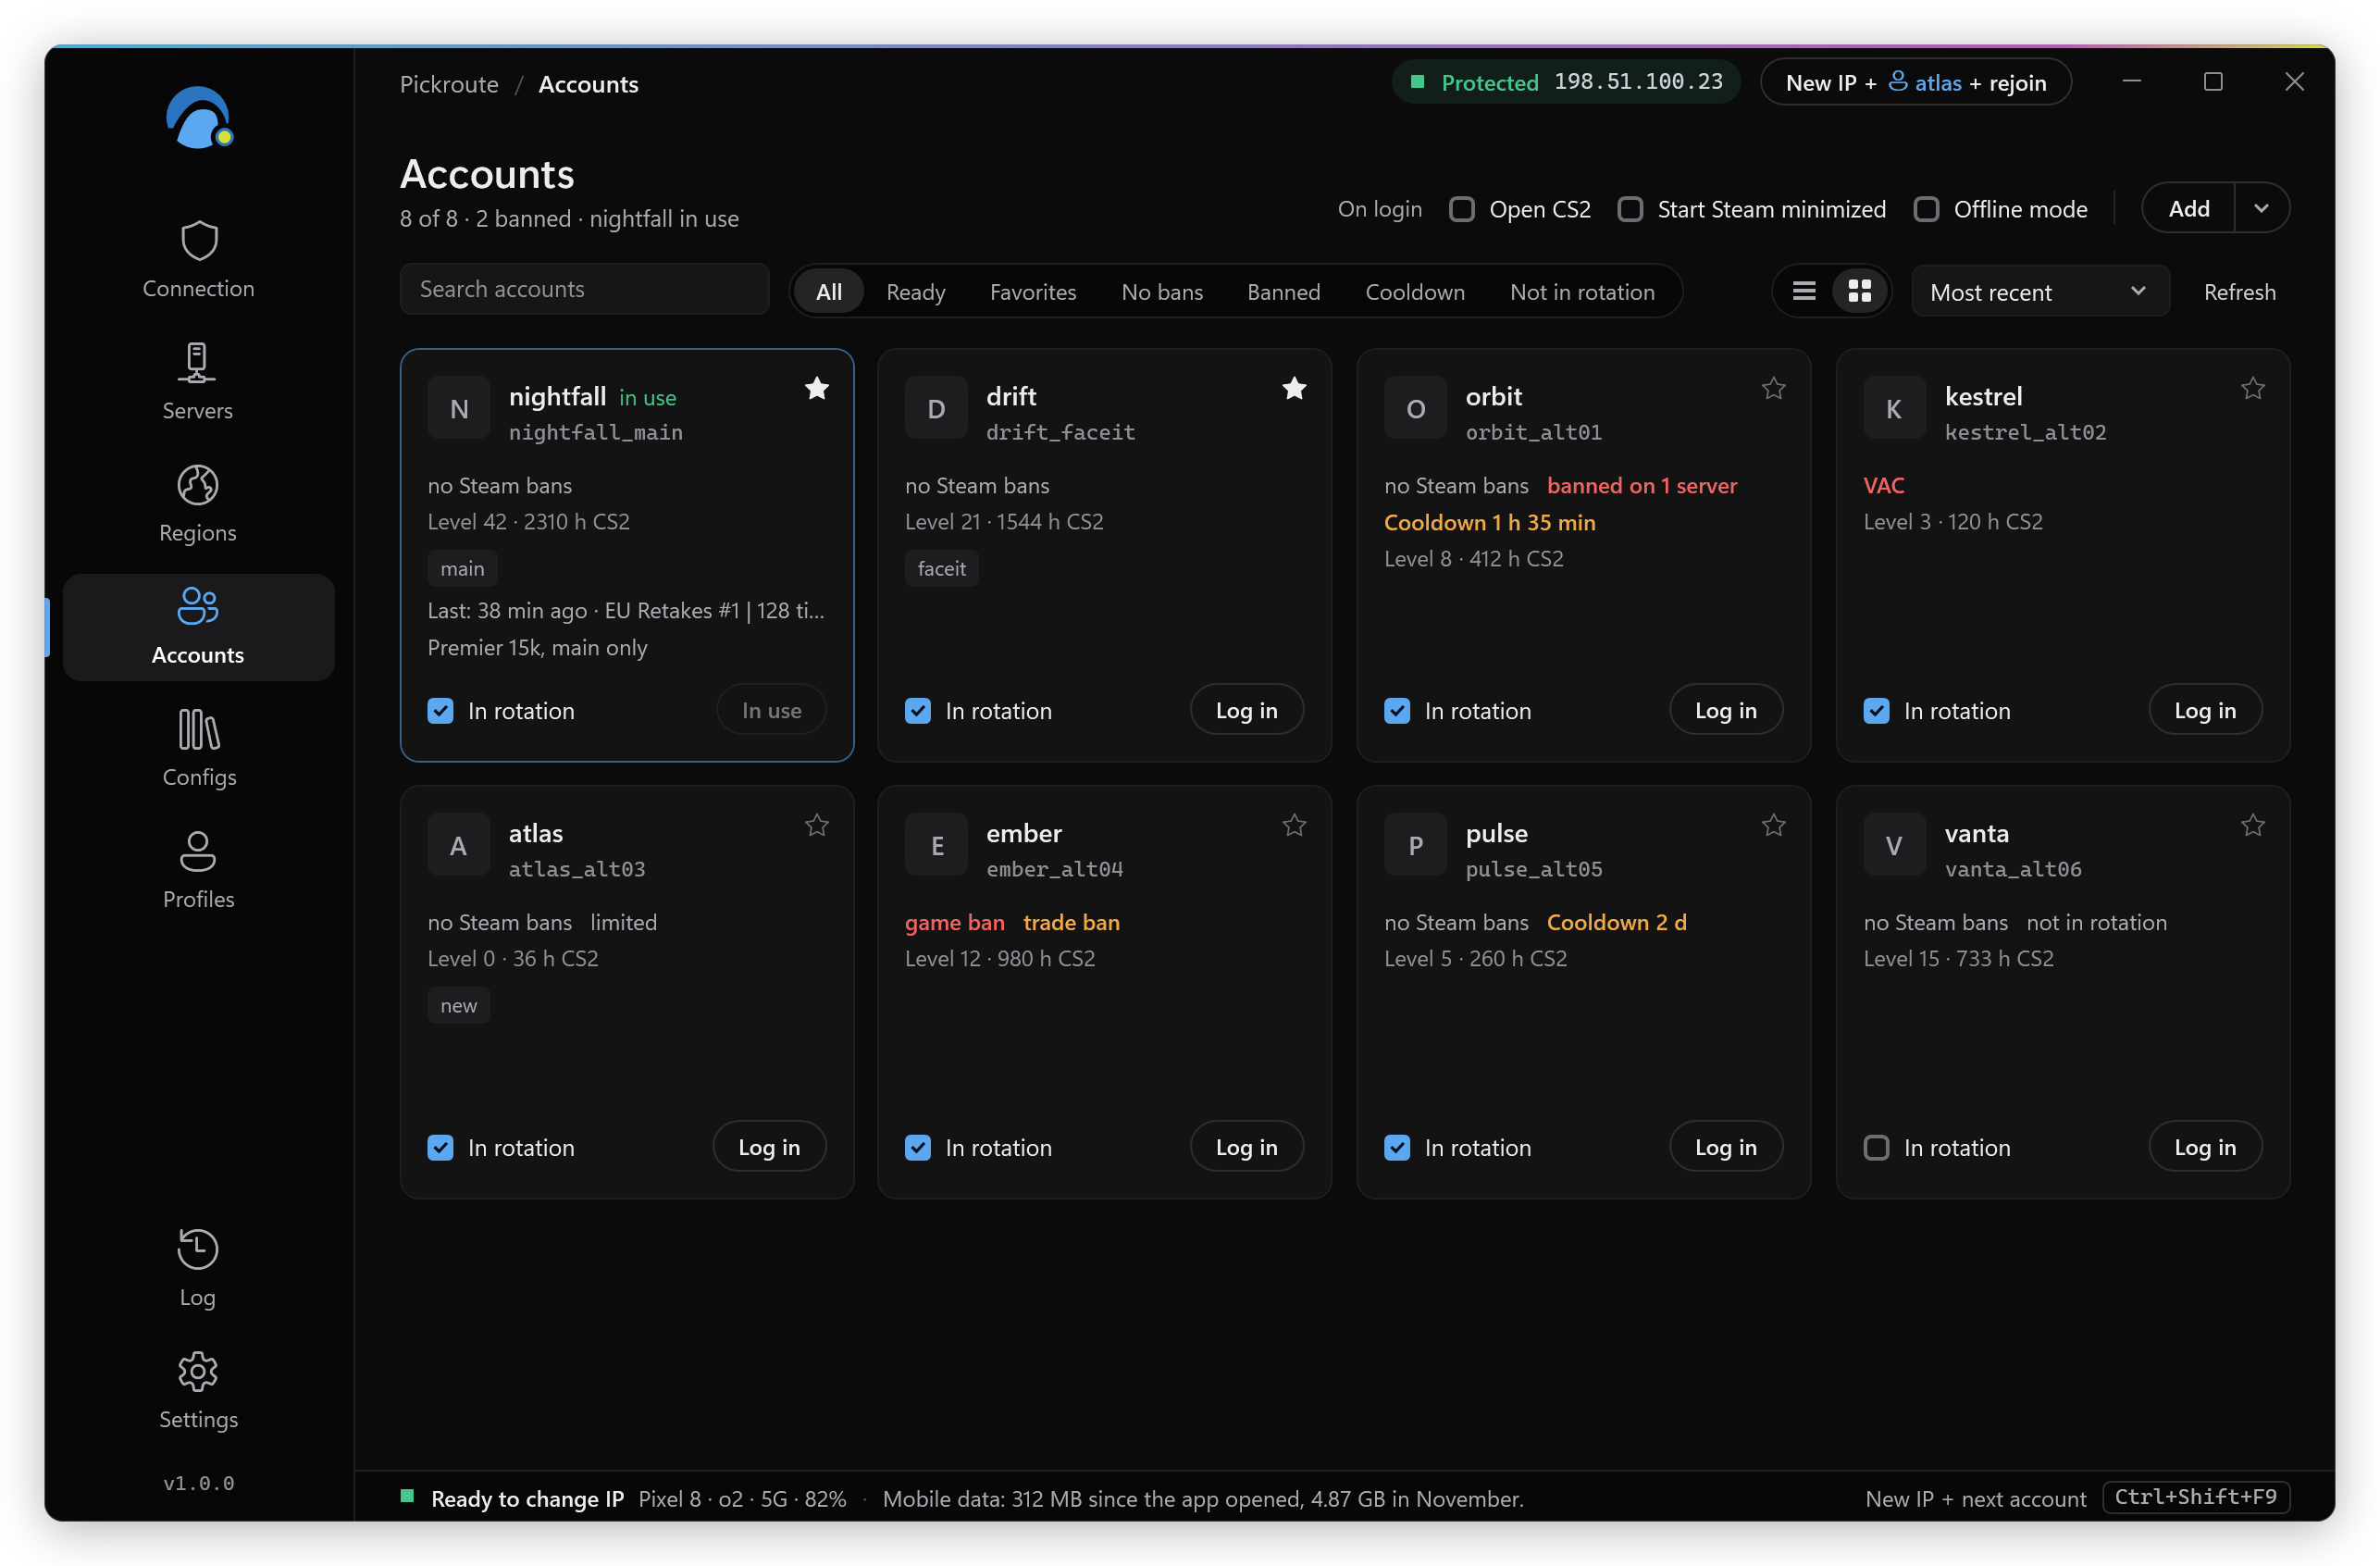 Pickroute / Accounts
Protected 198.51.100.23
New IP + atlas + rejoin
Connection
Servers
Regions
Accounts
Configs
Profiles
Log
Settings
v1.0.0
Accounts
8 of 8 · 2 banned · nightfall in use
On login Open CS2 Start Steam minimized Offline mode Add
Search accounts
All Ready Favorites No bans Banned Cooldown Not in rotation
Most recent
Refresh
N
nightfall in use
nightfall_main
no Steam bans
Level 42 · 2310 h CS2
main
Last: 38 min ago · EU Retakes #1 | 128 ti...
Premier 15k, main only
In rotation In use
D
drift
drift_faceit
no Steam bans
Level 21 · 1544 h CS2
faceit
In rotation Log in
O
orbit
orbit_alt01
no Steam bans banned on 1 server
Cooldown 1 h 35 min
Level 8 · 412 h CS2
In rotation Log in
K
kestrel
kestrel_alt02
VAC
Level 3 · 120 h CS2
In rotation Log in
A
atlas
atlas_alt03
no Steam bans limited
Level 0 · 36 h CS2
new
In rotation Log in
E
ember
ember_alt04
game ban trade ban
Level 12 · 980 h CS2
In rotation Log in
P
pulse
pulse_alt05
no Steam bans Cooldown 2 d
Level 5 · 260 h CS2
In rotation Log in
V
vanta
vanta_alt06
no Steam bans not in rotation
Level 15 · 733 h CS2
In rotation Log in
Ready to change IP Pixel 8 · o2 · 5G · 82% · Mobile data: 312 MB since the app opened, 4.87 GB in November.
New IP + next account Ctrl+Shift+F9